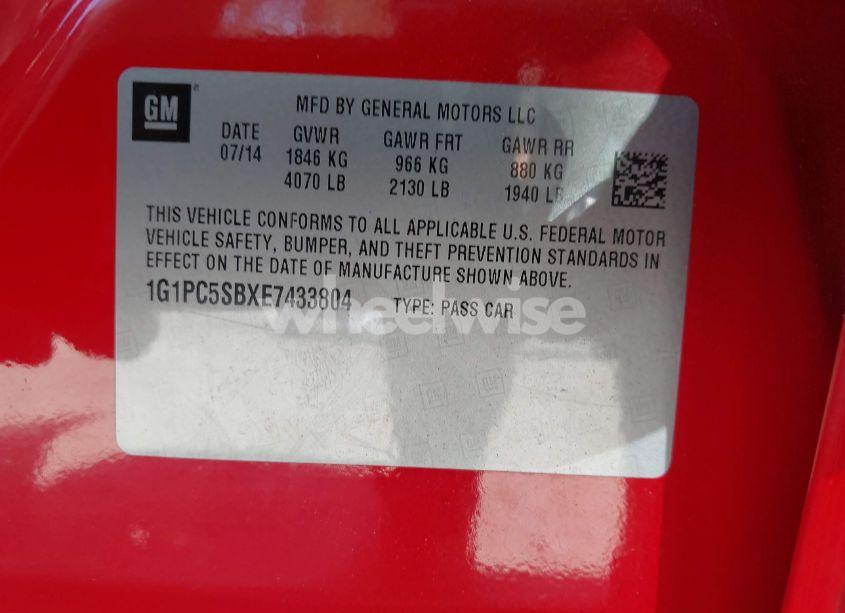 GM
MFD BY GENERAL MOTORS LLC
DATE GVWR GAWR FRT GAWR RR
07/14 1846 KG 966 KG 880 KG
4070 LB 2130 LB 1940 LB
THIS VEHICLE CONFORMS TO ALL APPLICABLE U.S. FEDERAL MOTOR
VEHICLE SAFETY, BUMPER, AND THEFT PREVENTION STANDARDS IN
EFFECT ON THE DATE OF MANUFACTURE SHOWN ABOVE.
1G1PC5SBXE7433804 TYPE: PASS CAR
wheelwise